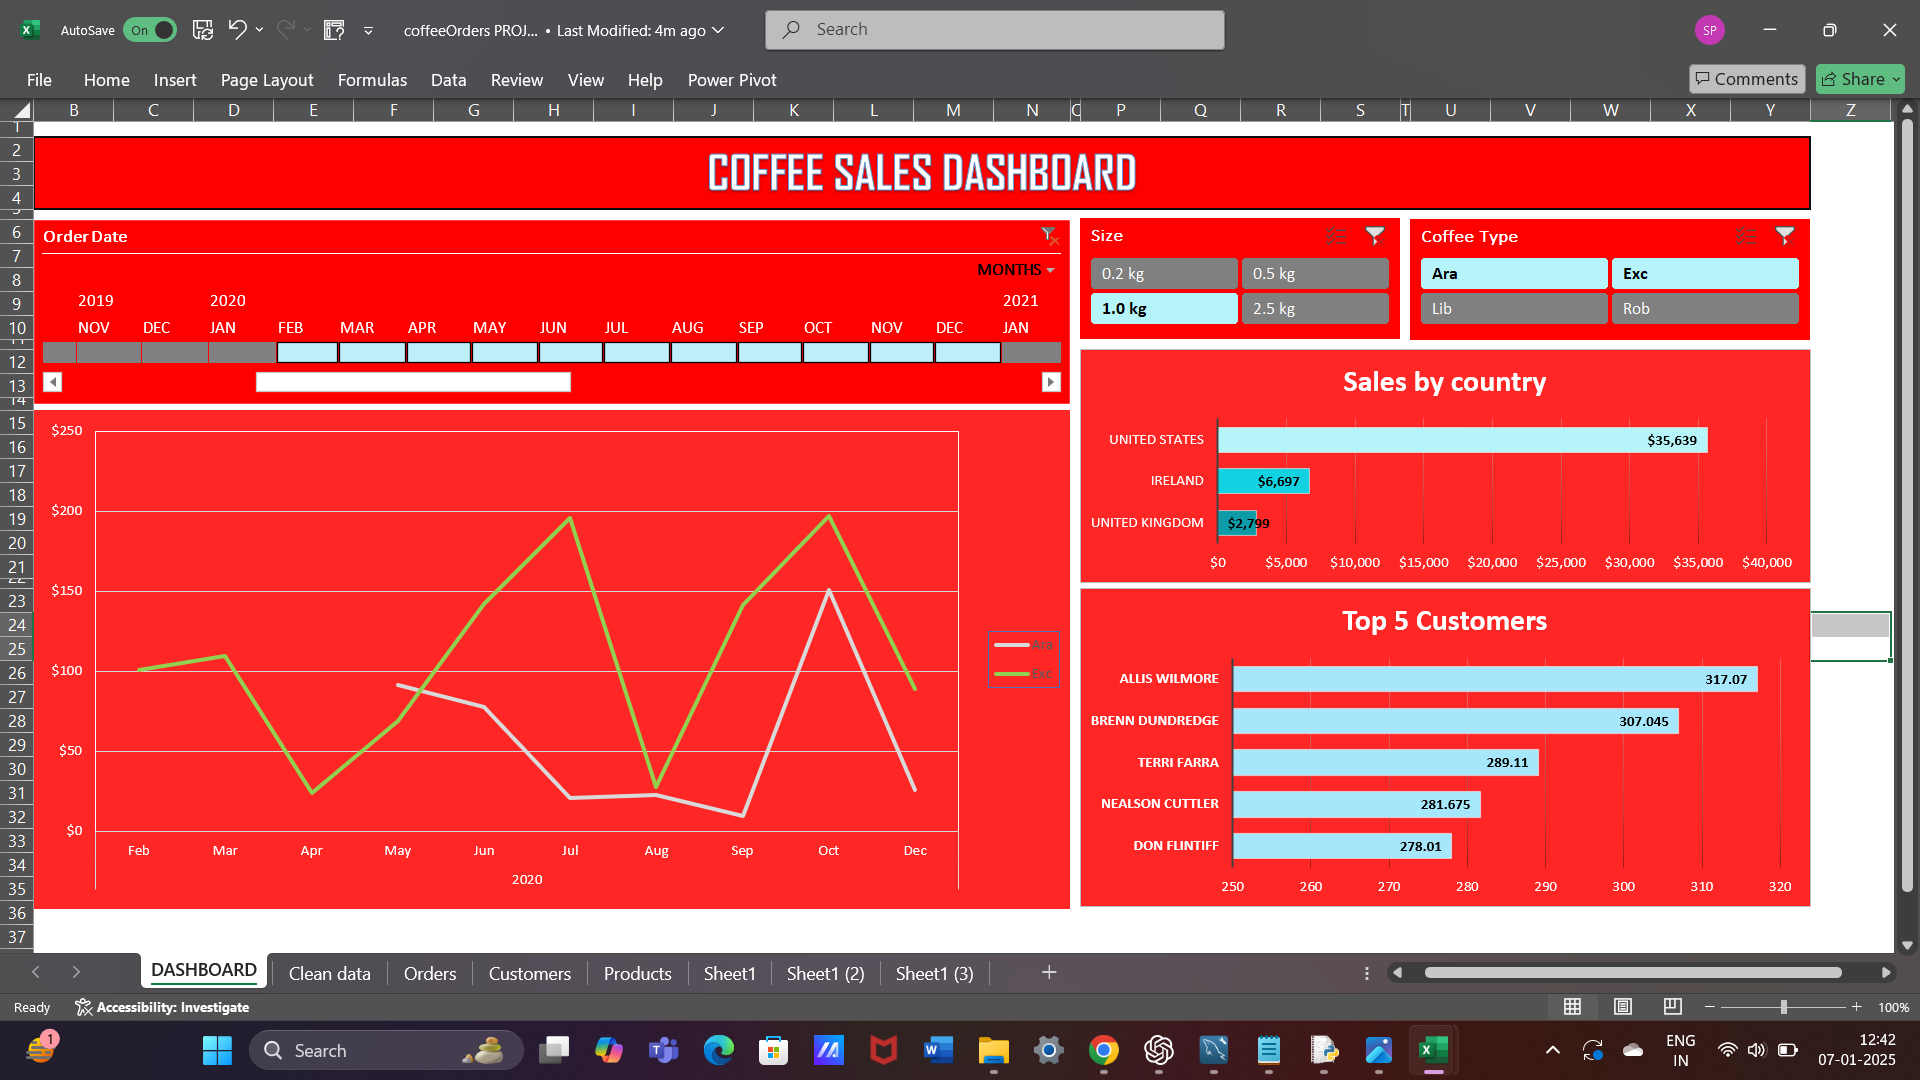 AutoSave On coffeeOrders PROJ... • Last Modified: 4m ago Search SP
File Home Insert Page Layout Formulas Data Review View Help Power Pivot Comments Share
B C D E F G H I J K L M N P Q R S T U V W X Y Z
COFFEE SALES DASHBOARD
Order Date
MONTHS
2019 2020 2021
NOV DEC JAN FEB MAR APR MAY JUN JUL AUG SEP OCT NOV DEC JAN
Size
0.2 kg 0.5 kg
1.0 kg 2.5 kg
Coffee Type
Ara Exc
Lib Rob
$250
$200
$150
$100
$50
$0
Feb Mar Apr May Jun Jul Aug Sep Oct Dec
2020
Ara
Exc
Sales by country
UNITED STATES $35,639
IRELAND $6,697
UNITED KINGDOM $2,799
$0 $5,000 $10,000 $15,000 $20,000 $25,000 $30,000 $35,000 $40,000
Top 5 Customers
ALLIS WILMORE 317.07
BRENN DUNDREDGE 307.045
TERRI FARRA 289.11
NEALSON CUTTLER 281.675
DON FLINTIFF 278.01
250 260 270 280 290 300 310 320
2
3
4
6
7
8
9
10
12
13
15
16
17
18
19
20
21
23
24
25
26
27
28
29
30
31
32
33
34
35
36
37
DASHBOARD Clean data Orders Customers Products Sheet1 Sheet1 (2) Sheet1 (3)
Ready Accessibility: Investigate 100%
1 Search ENG 12:42
IN 07-01-2025